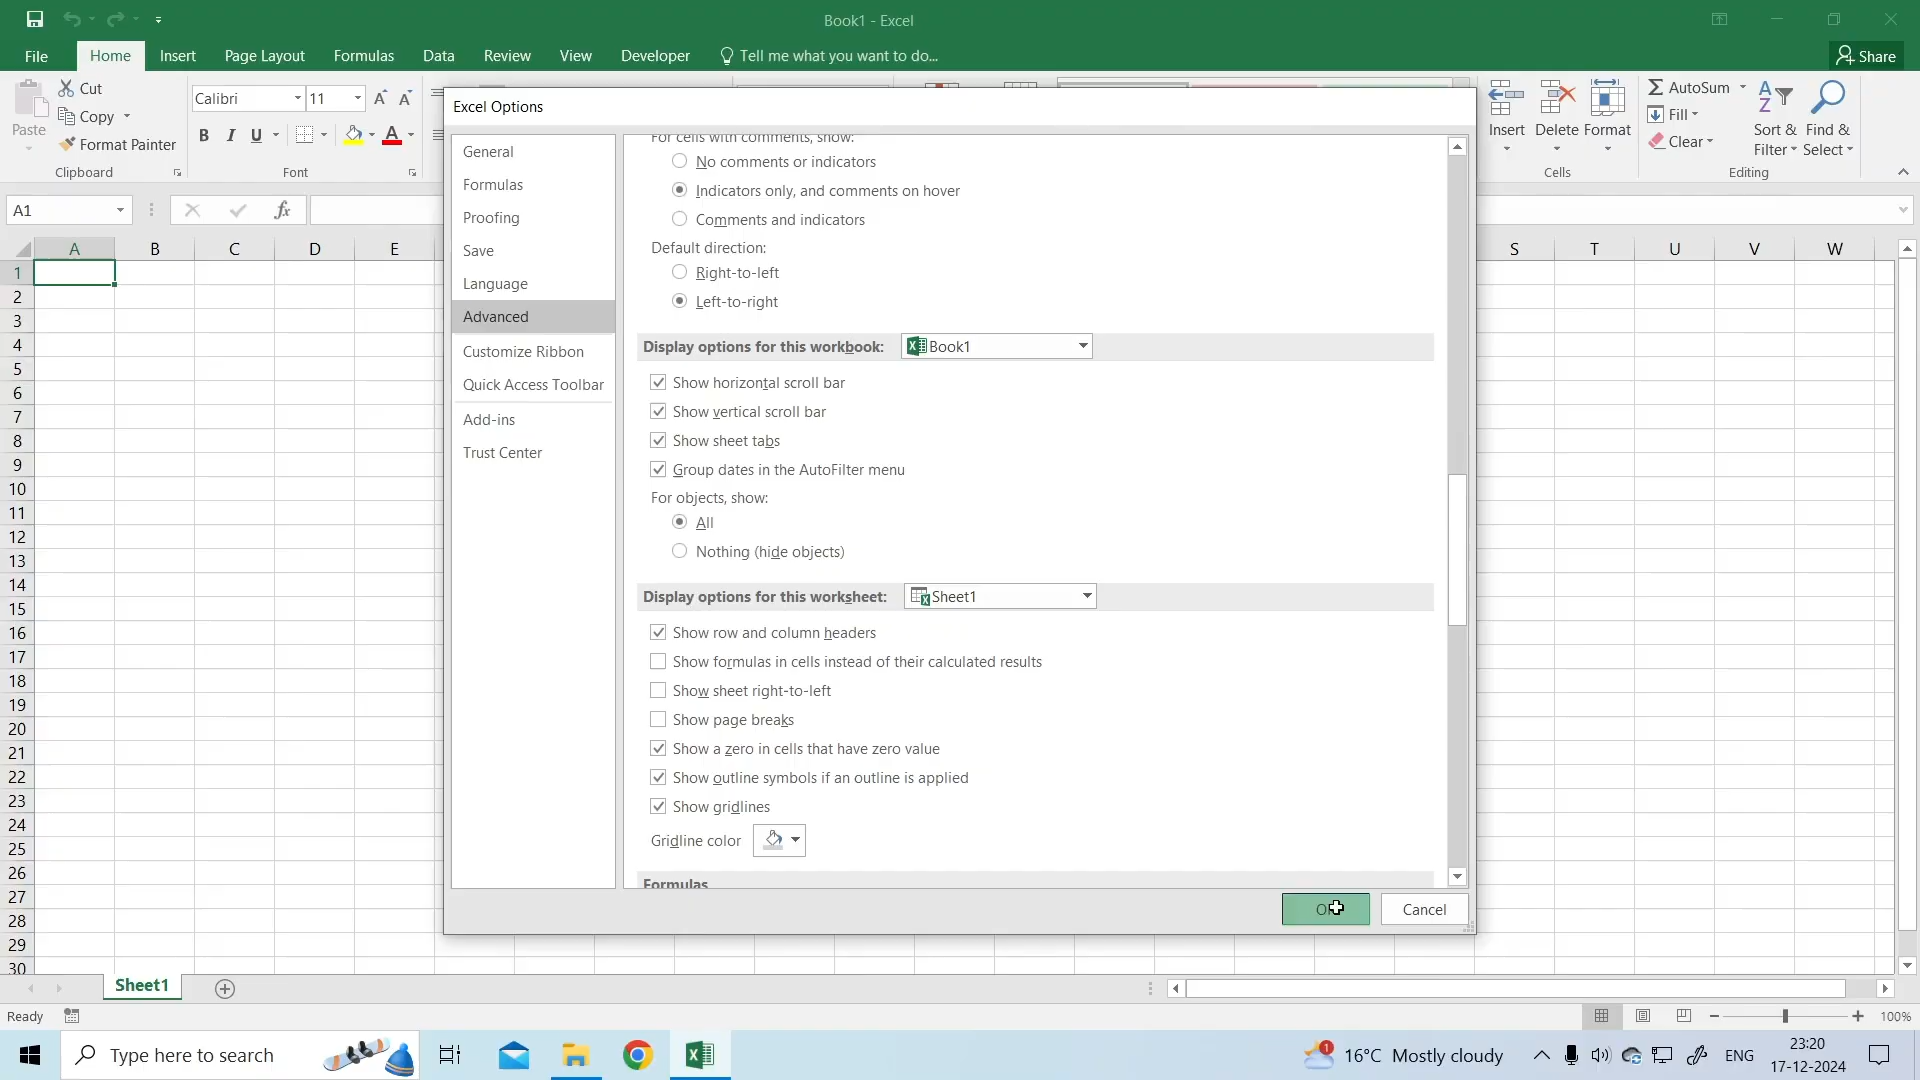 Book1 - Excel
File Home Insert Page Layout Formulas Data Review View Developer Tell me what you want to do... Share
Paste
Cut
Copy
Format Painter
Clipboard
Calibri 11
B I U
Font
Insert Delete Format
Cells
AutoSum
Fill
Clear
Sort & Filter
Find & Select
Editing
A1
fx
A B C D E S T U V W
1
2
3
4
5
6
7
8
9
10
11
12
13
14
15
16
17
18
19
20
21
22
23
24
25
26
27
28
29
30
Excel Options
General
Formulas
Proofing
Save
Language
Advanced
Customize Ribbon
Quick Access Toolbar
Add-ins
Trust Center
For cells with comments, show:
No comments or indicators
Indicators only, and comments on hover
Comments and indicators
Default direction:
Right-to-left
Left-to-right
Display options for this workbook: Book1
Show horizontal scroll bar
Show vertical scroll bar
Show sheet tabs
Group dates in the AutoFilter menu
For objects, show:
All
Nothing (hide objects)
Display options for this worksheet: Sheet1
Show row and column headers
Show formulas in cells instead of their calculated results
Show sheet right-to-left
Show page breaks
Show a zero in cells that have zero value
Show outline symbols if an outline is applied
Show gridlines
Gridline color
Formulas
Cancel
Sheet1
Ready
100%
Type here to search
1
16°C Mostly cloudy
ENG
23:20
17-12-2024